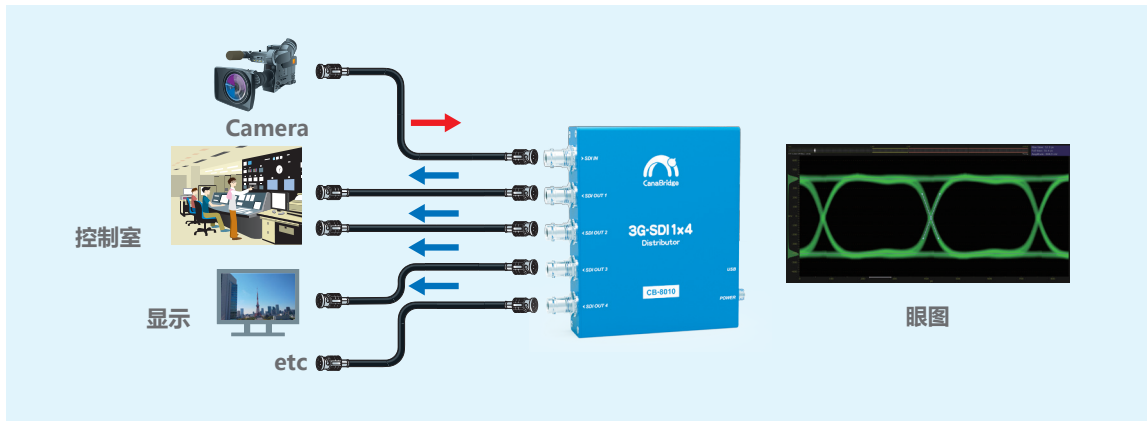 Camera
控制室
显示
etc
> SDI IN
CanaBridge
< SDI OUT 1
3G-SDI 1x4
Distributor
< SDI OUT 2
< SDI OUT 3
USB
CB-8010
POWER
< SDI OUT 4
眼图